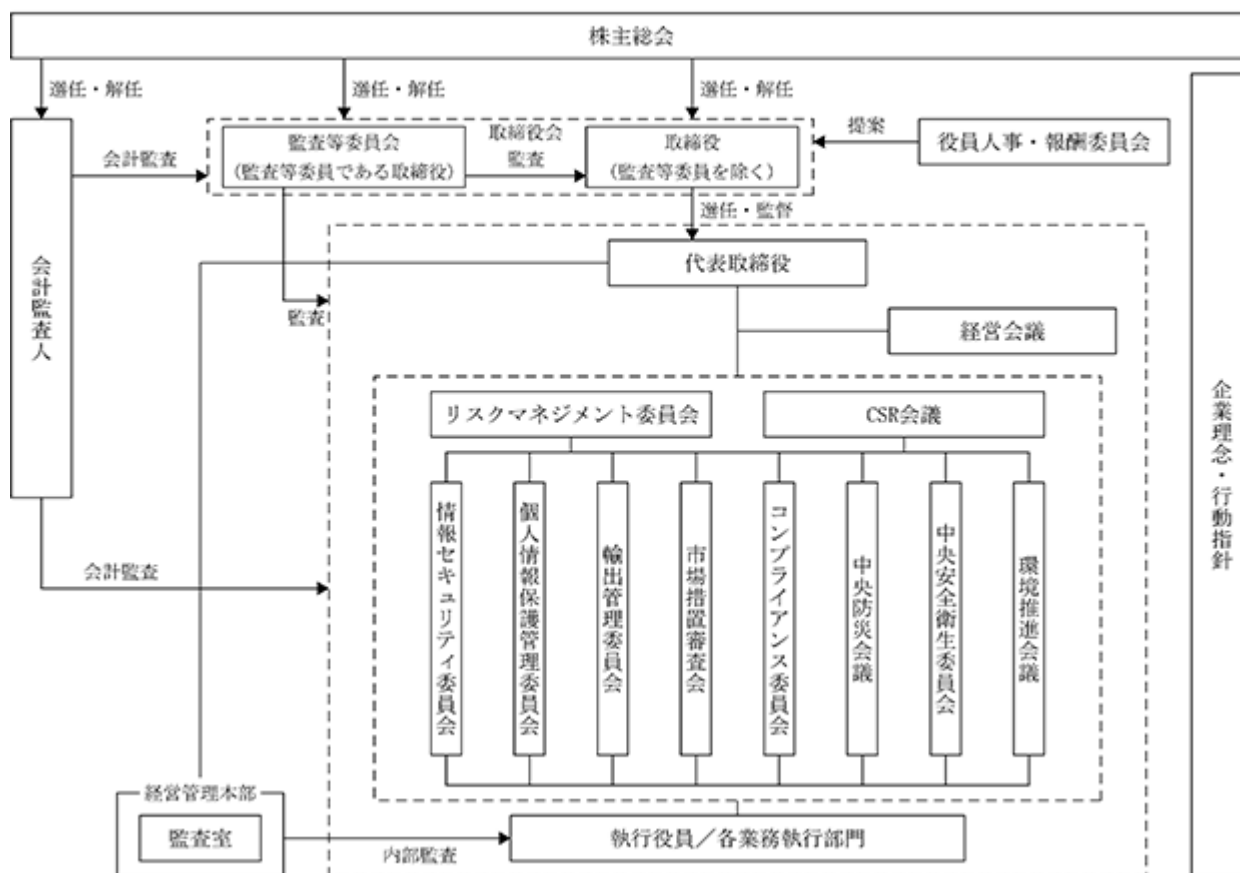 株主総会
選任・解任
選任・解任
選任・解任
監査等委員会
(監査等委員である取締役)
取締役会
監査
取締役
(監査等委員を除く)
提案
役員人事・報酬委員会
会計監査
会計監査人
選任・監督
代表取締役
監査
経営会議
企業理念・行動指針
リスクマネジメント委員会
CSR会議
情報セキュリティ委員会
個人情報保護管理委員会
輸出管理委員会
市場措置審査会
コンプライアンス委員会
中央防災会議
中央安全衛生委員会
環境推進会議
会計監査
経営管理本部
監査室
内部監査
執行役員／各業務執行部門